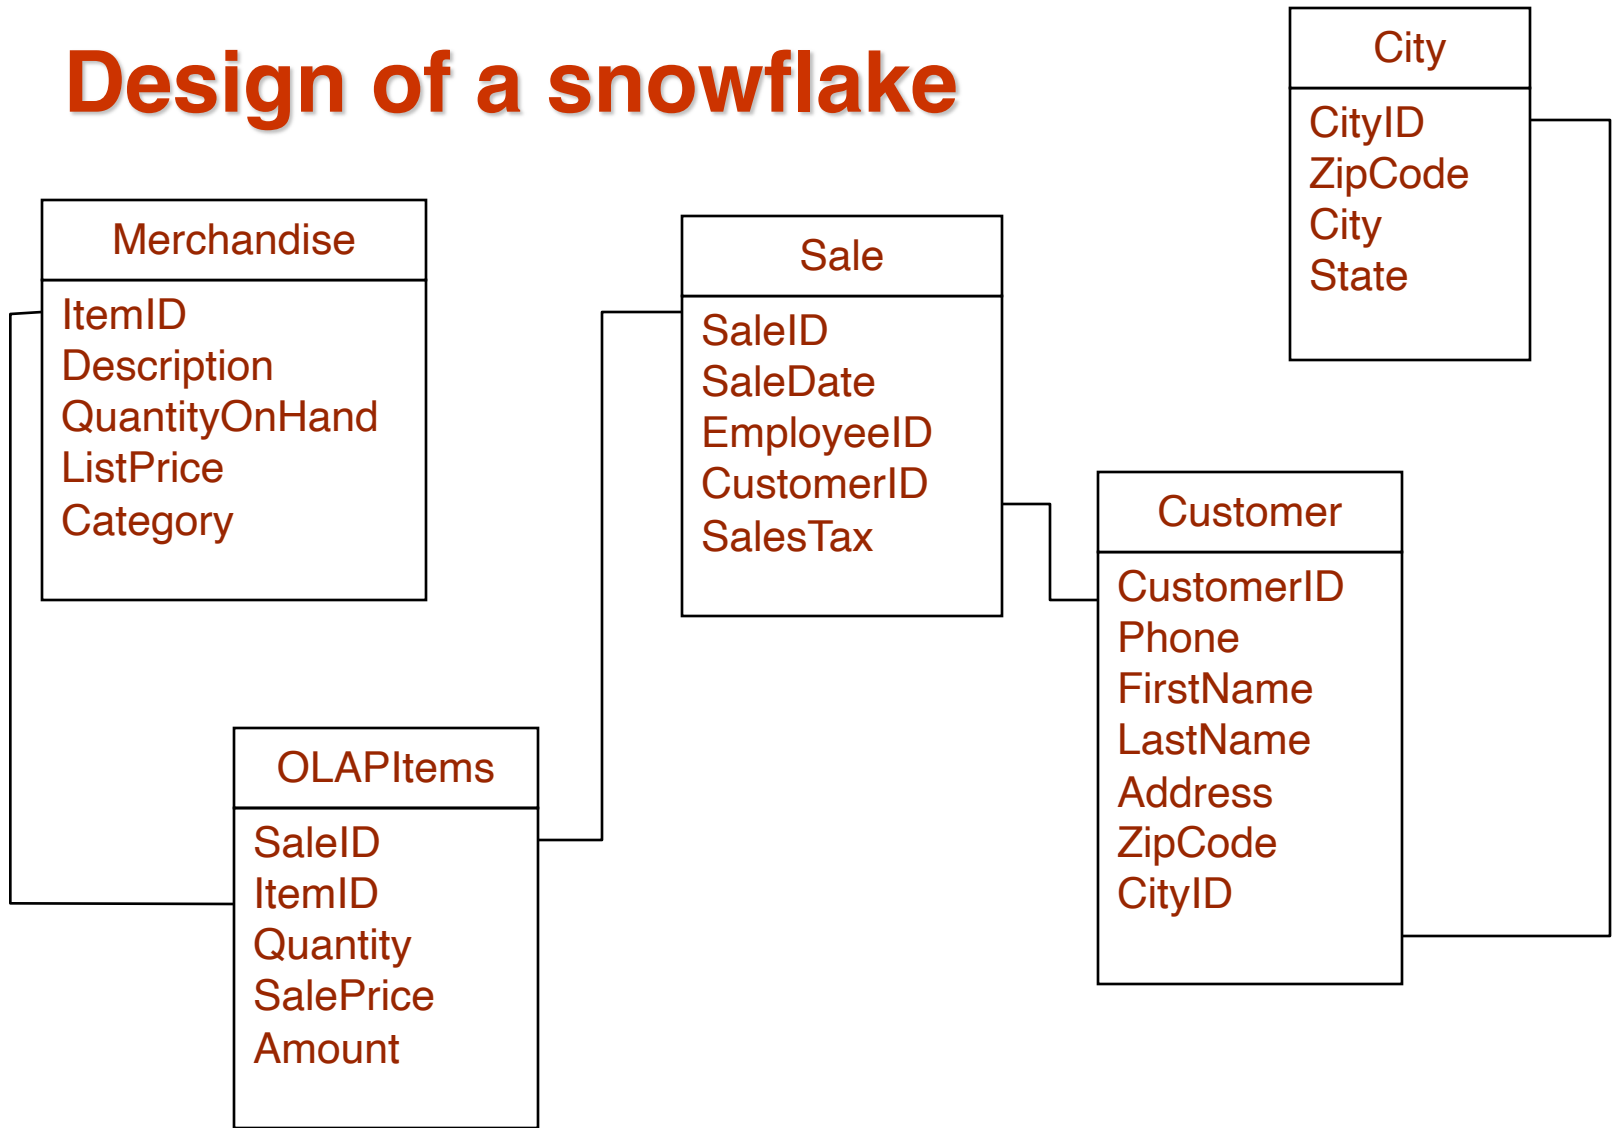 Design of a snowflake
City
CityID
ZipCode
City
State
Merchandise
ItemID
Description
QuantityOnHand
ListPrice
Category
Sale
SaleID
SaleDate
EmployeeID
CustomerID
SalesTax
Customer
CustomerID
Phone
FirstName
LastName
Address
ZipCode
CityID
OLAPItems
SaleID
ItemID
Quantity
SalePrice
Amount